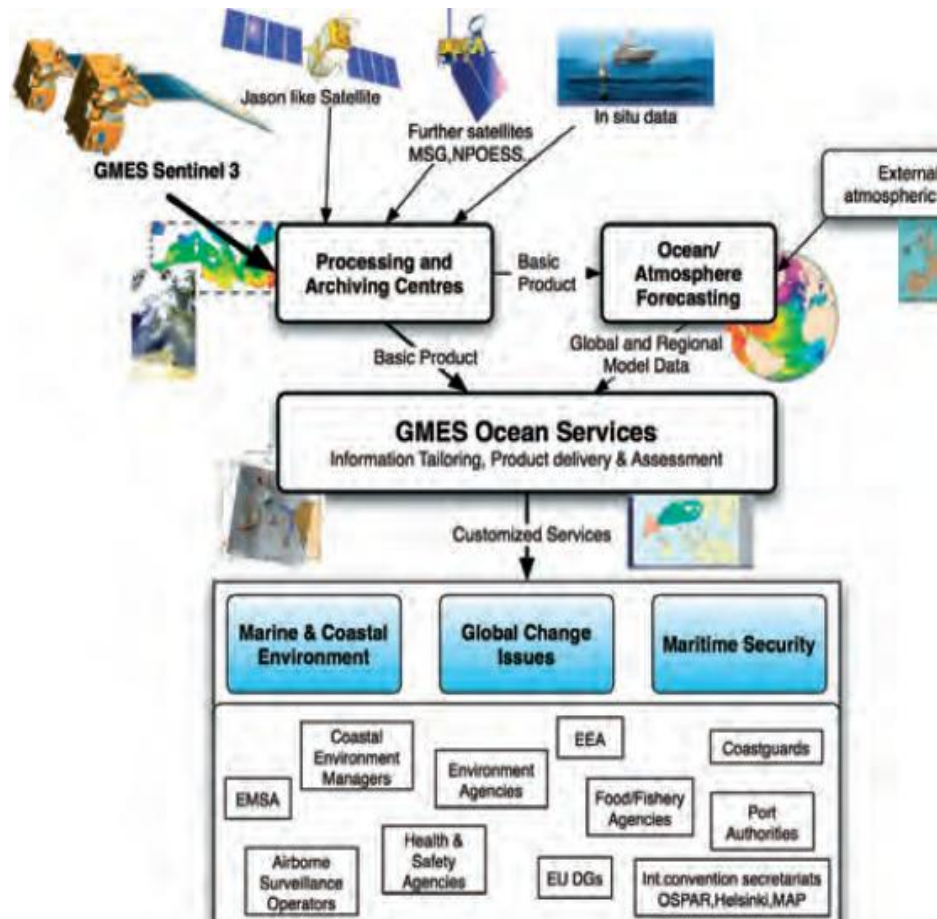 Jason like Satellite
In situ data
Further satellites
MSG,NPOESS..
GMES Sentinel 3
External
atmospheric
Processing and
Archiving Centres
Basic
Product
Ocean/
Atmosphere
Forecasting
Basic Product
Global and Regional
Model Data
GMES Ocean Services
Information Tailoring, Product delivery & Assessment
Customized Services
Marine & Coastal
Environment
Global Change
Issues
Maritime Security
Coastal
Environment
Managers
EEA
Coastguards
EMSA
Environment
Agencies
Food/Fishery
Agencies
Port
Authorities
Airborne
Surveillance
Operators
Health &
Safety
Agencies
EU DGs
Int.convention secretariats
OSPAR,Helsinki,MAP